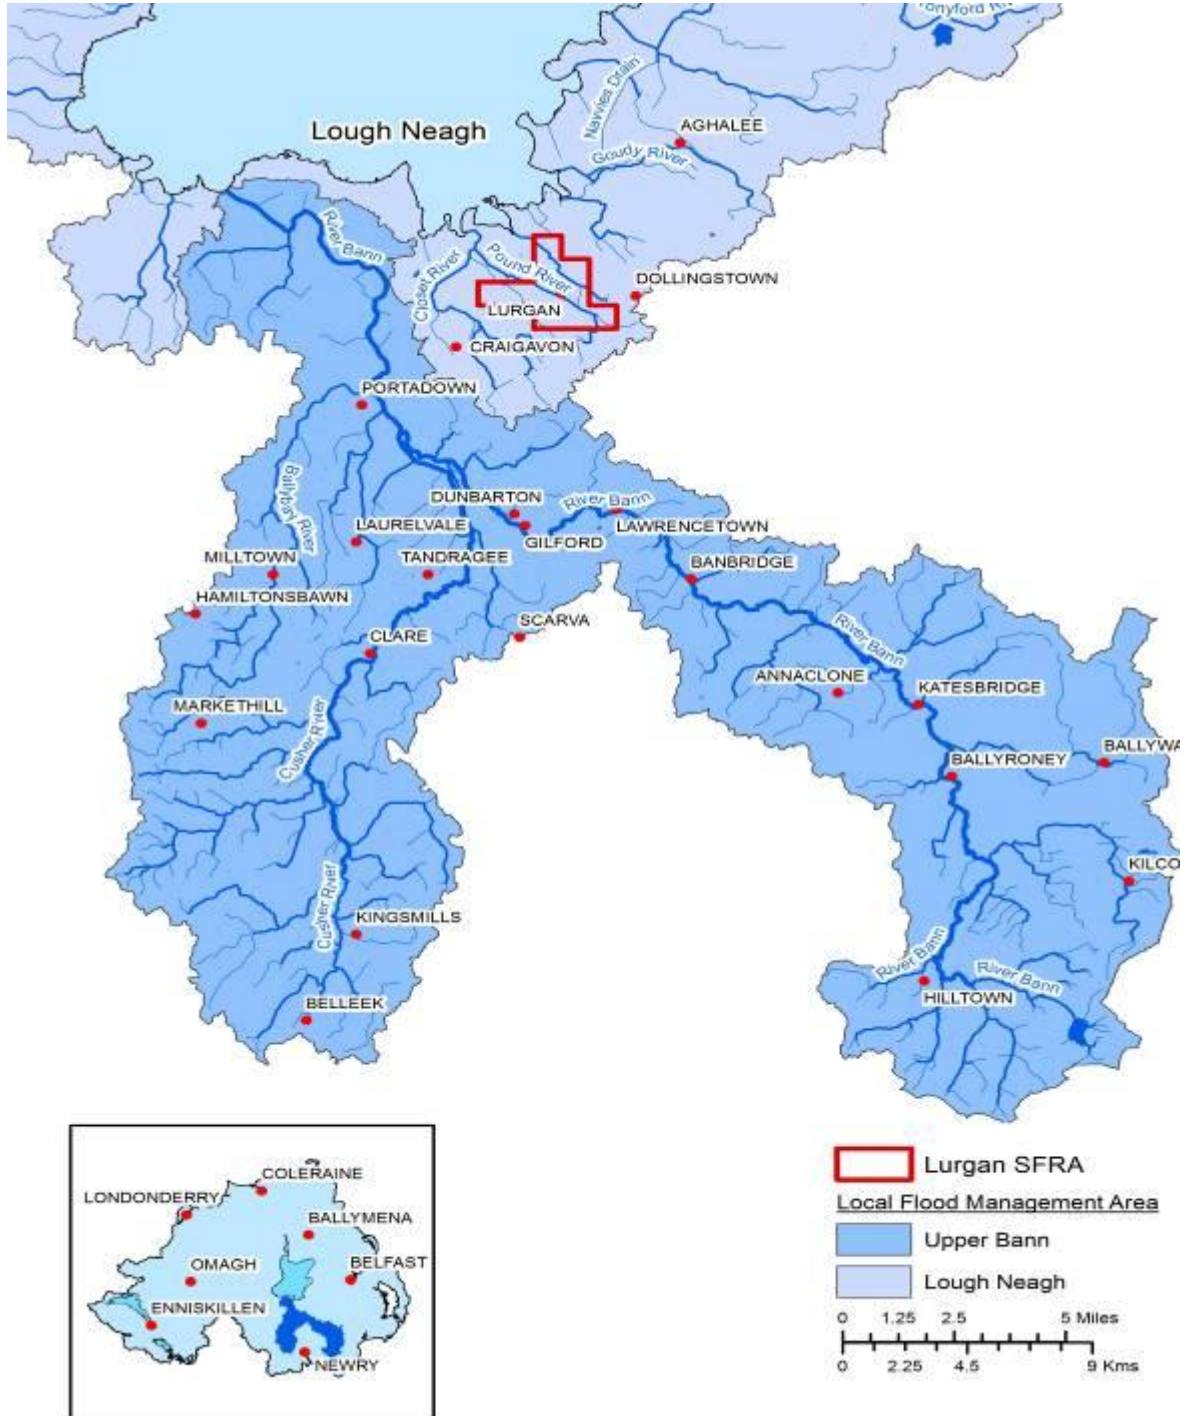 Tonyford Ri
Navvies Drain
AGHALEE
Lough Neagh
Goudy River
River Bann
Pound River
Closet River
DOLLINGSTOWN
LURGAN
CRAIGAVON
PORTADOWN
Ballybay River
DUNBARTON
River Bann
LAURELVALE
LAWRENCETOWN
GILFORD
MILLTOWN
TANDRAGEE
BANBRIDGE
HAMILTONSBAWN
SCARVA
CLARE
River Bann
ANNACLONE
KATESBRIDGE
MARKETHILL
Cusher River
BALLYWA
BALLYRONEY
KILCO
Cusher River
KINGSMILLS
River Bann
River Bann
HILLTOWN
BELLEEK
Lurgan SFRA
Local Flood Management Area
Upper Bann
Lough Neagh
0 1.25 2.5 5 Miles
0 2.25 4.5 9 Kms
COLERAINE
LONDONDERRY
BALLYMENA
OMAGH
BELFAST
ENNISKILLEN
NEWRY